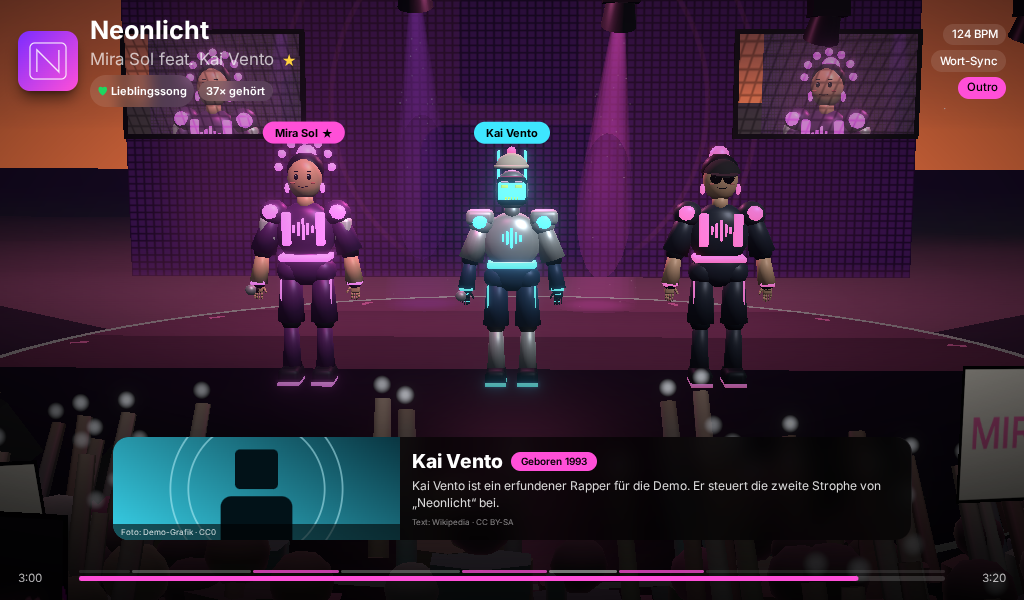 Neonlicht
Mira Sol feat. Kai Vento ★
Lieblingssong
37× gehört
124 BPM
Wort-Sync
Outro
Mira Sol ★
Kai Vento
MIR
Kai Vento
Geboren 1993
Kai Vento ist ein erfundener Rapper für die Demo. Er steuert die zweite Strophe von
„Neonlicht“ bei.
Text: Wikipedia · CC BY-SA
Foto: Demo-Grafik · CC0
3:00
3:20